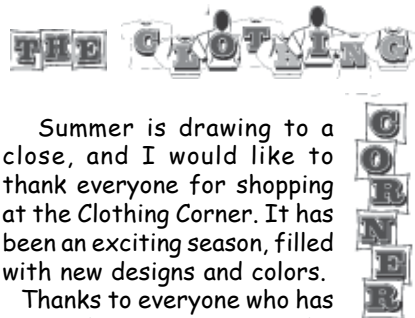 THE CLOTHING
CORNER
Summer is drawing to a
close, and I would like to
thank everyone for shopping
at the Clothing Corner. It has
been an exciting season, filled
with new designs and colors.
Thanks to everyone who has